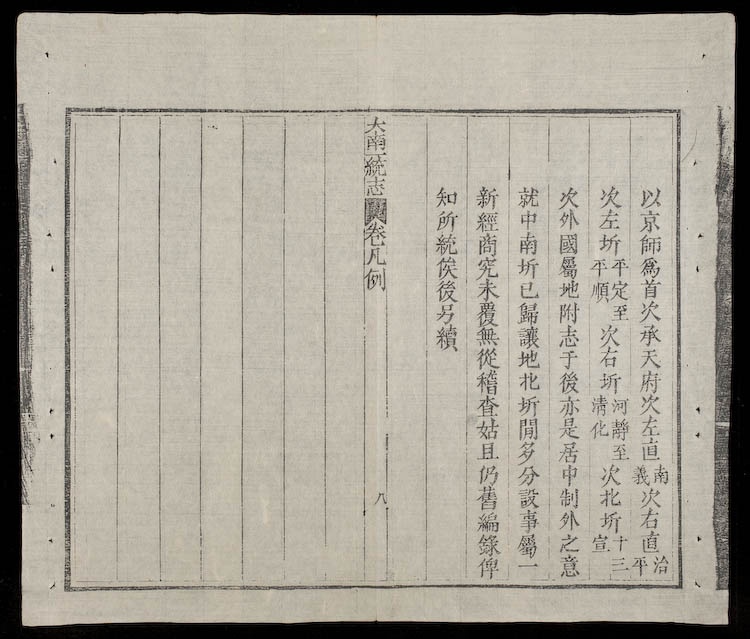 以京師爲首次承天府次左直南義次右直治平
次左圻平定至平順次右圻河靜至清化次北圻十三宣
次外國屬地附志于後亦是居中制外之意
就中南圻已歸讓地北圻閒多分設事屬一
新經商究未覆無從稽查姑且仍舊編錄俾
知所統俟後另續
大南一統志 卷凡例 八